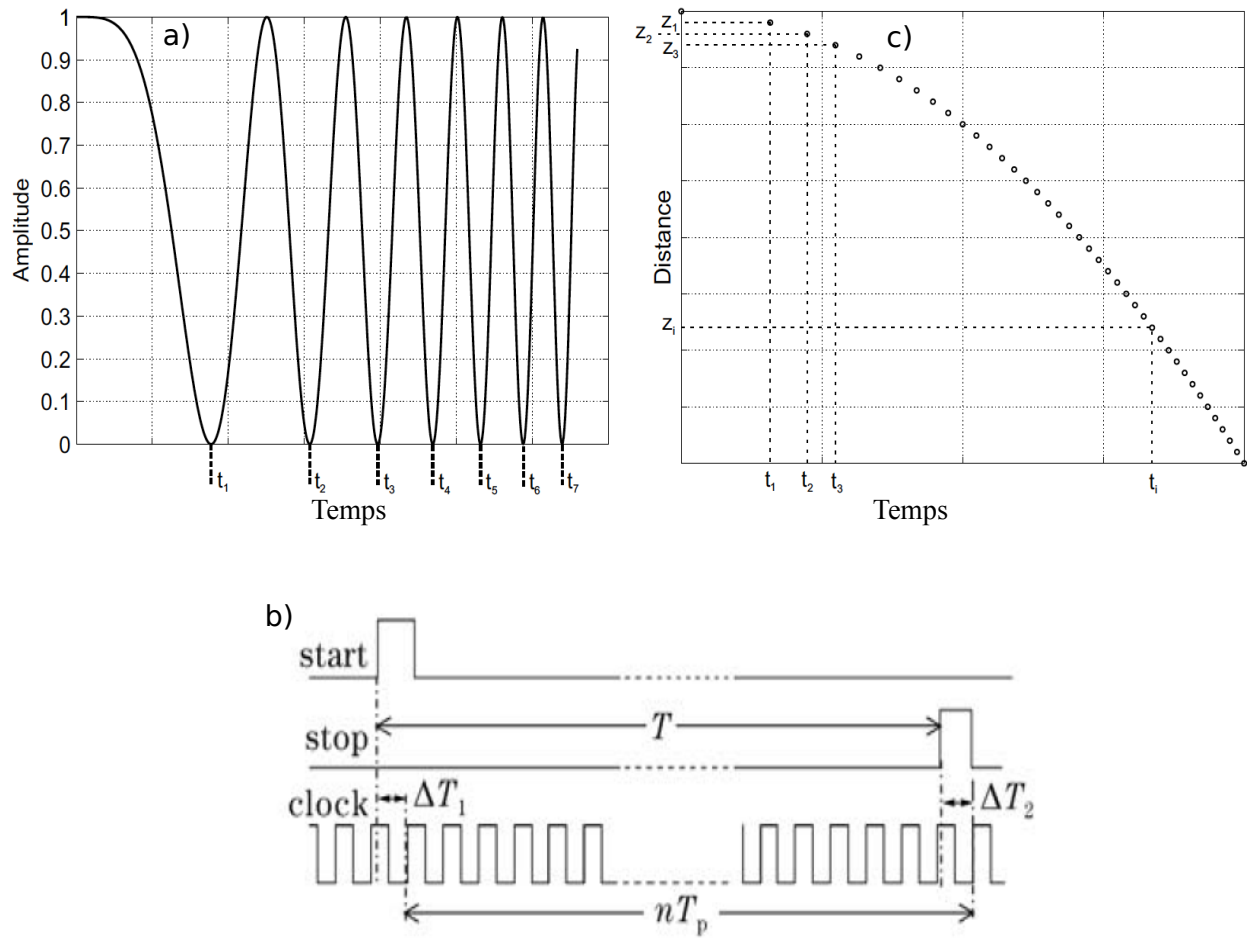 a)
1
0.9
0.8
0.7
0.6
0.5
0.4
0.3
0.2
0.1
0
Amplitude
t1 t2 t3 t4 t5 t6 t7
Temps
c)
z1
z2
z3
zi
Distance
t1 t2 t3 ti
Temps
b)
start
T
stop
clock ΔT1 ΔT2
nTp